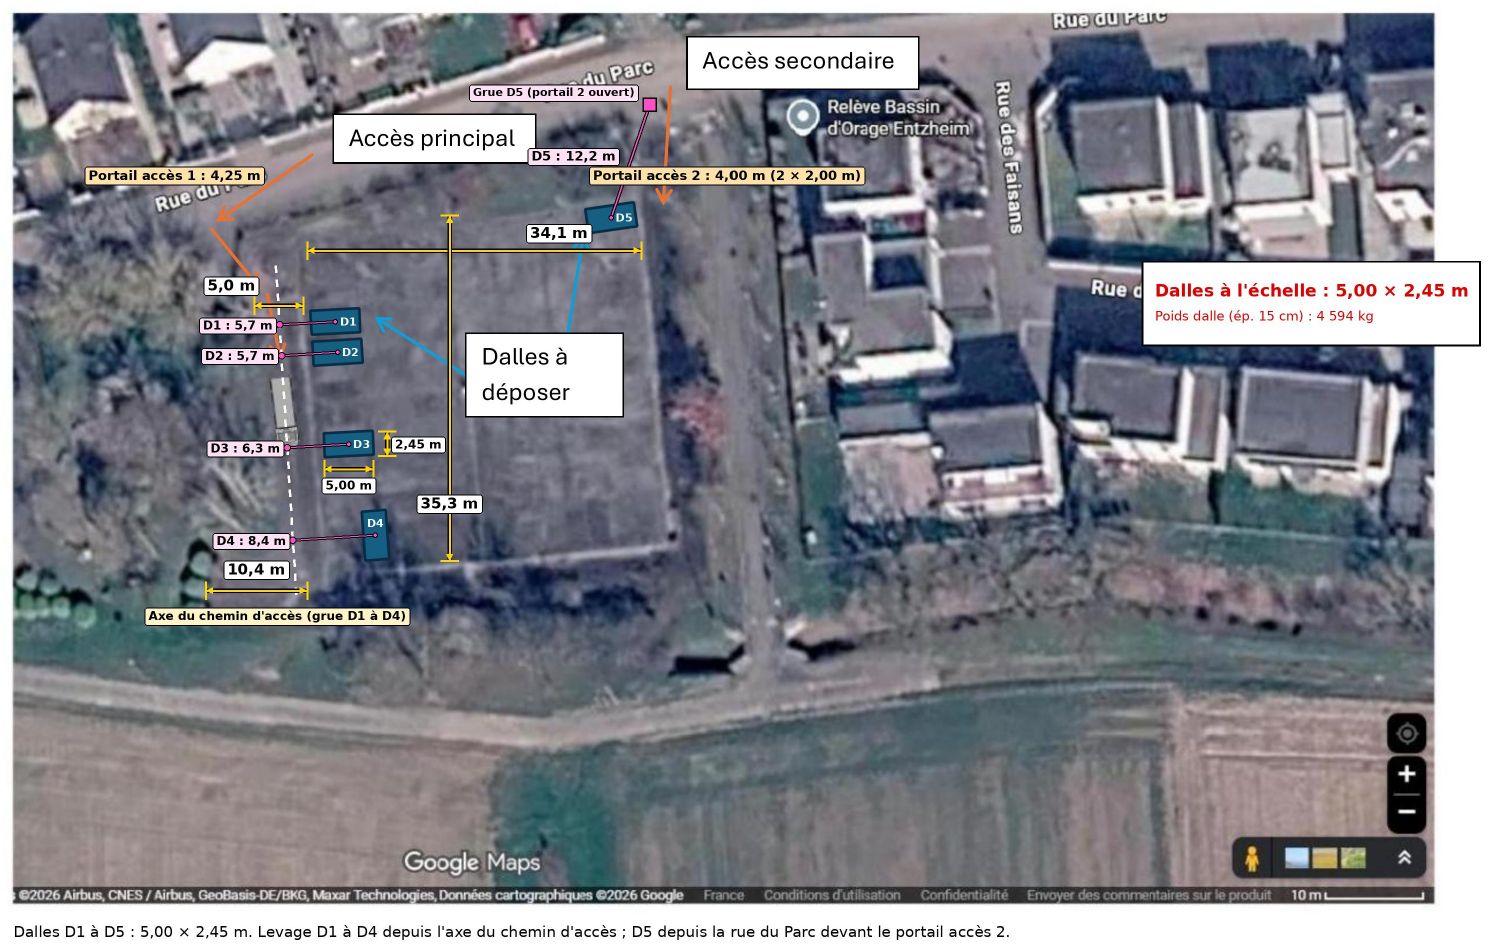 Rue du Parc
Accès secondaire
du Parc
Grue D5 (portail 2 ouvert)
Relève Bassin
d'Orage Entzheim
Rue des Faisans
Accès principal
D5 : 12,2 m
Portail accès 1 : 4,25 m
Portail accès 2 : 4,00 m (2 × 2,00 m)
Rue du
D5
34,1 m
5,0 m
Rue d
Dalles à l'échelle : 5,00 × 2,45 m
Poids dalle (ép. 15 cm) : 4 594 kg
D1 : 5,7 m
D1
D2 : 5,7 m
D2
Dalles à
déposer
D3 : 6,3 m
D3
2,45 m
5,00 m
35,3 m
D4
D4 : 8,4 m
10,4 m
Axe du chemin d'accès (grue D1 à D4)
Google Maps
©2026 Airbus, CNES / Airbus, GeoBasis-DE/BKG, Maxar Technologies, Données cartographiques ©2026 Google
France
Conditions d'utilisation
Confidentialité
Envoyer des commentaires sur le produit
10 m
Dalles D1 à D5 : 5,00 × 2,45 m. Levage D1 à D4 depuis l'axe du chemin d'accès ; D5 depuis la rue du Parc devant le portail accès 2.